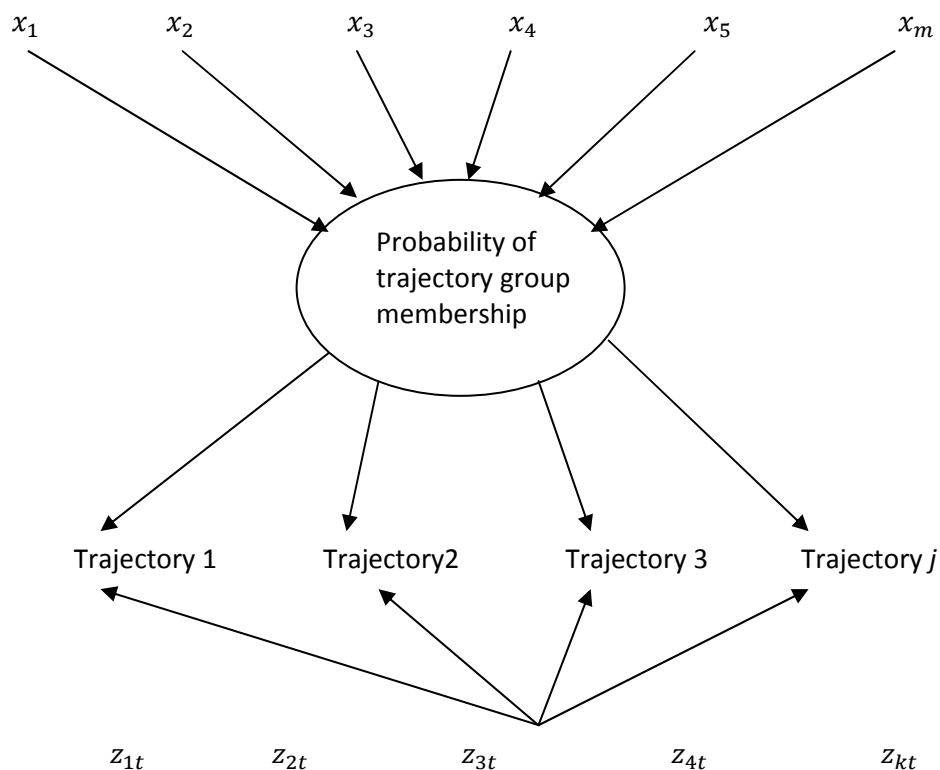 x₁ x₂ x₃ x₄ x₅ xₘ
Probability of
trajectory group
membership
Trajectory 1 Trajectory2 Trajectory 3 Trajectory j
z₁ₜ z₂ₜ z₃ₜ z₄ₜ zₖₜ